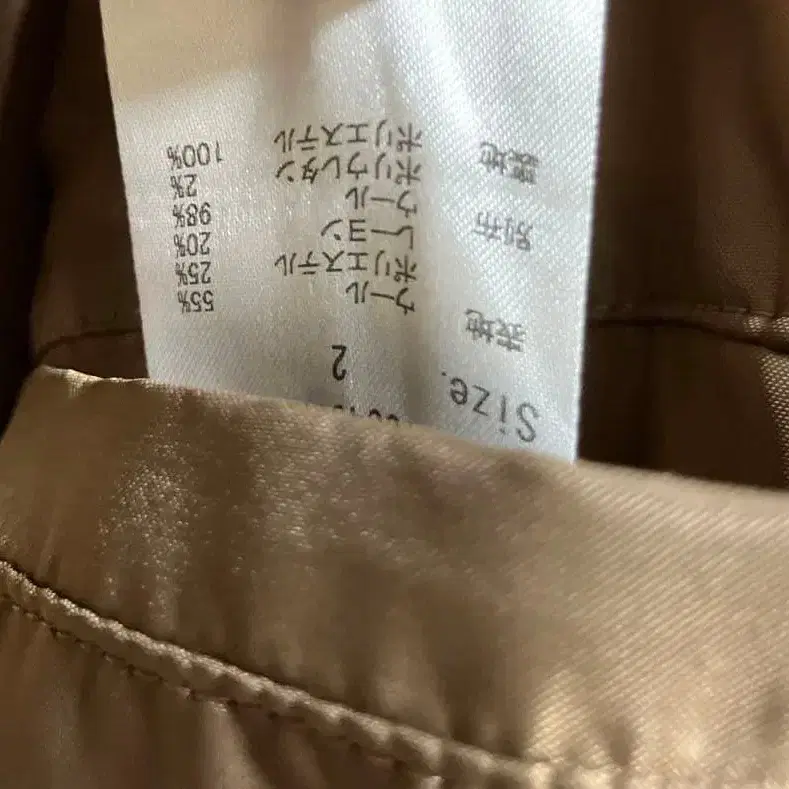 Size. 2
表地 ウール 55%
ポリエステル 25%
レーヨン 20%
別布 ウール 98%
ポリウレタン 2%
裏地 ポリエステル 100%